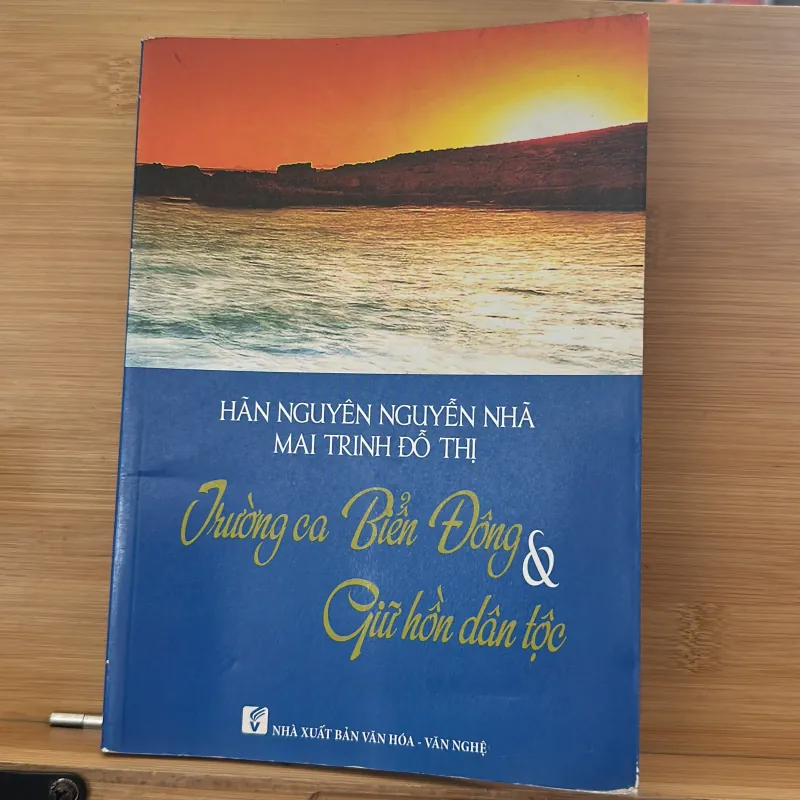 HÃN NGUYÊN NGUYỄN NHÃ
MAI TRINH ĐỖ THỊ
Trường ca Biển Đông
&
Giữ hồn dân tộc
NHÀ XUẤT BẢN VĂN HÓA - VĂN NGHỆ